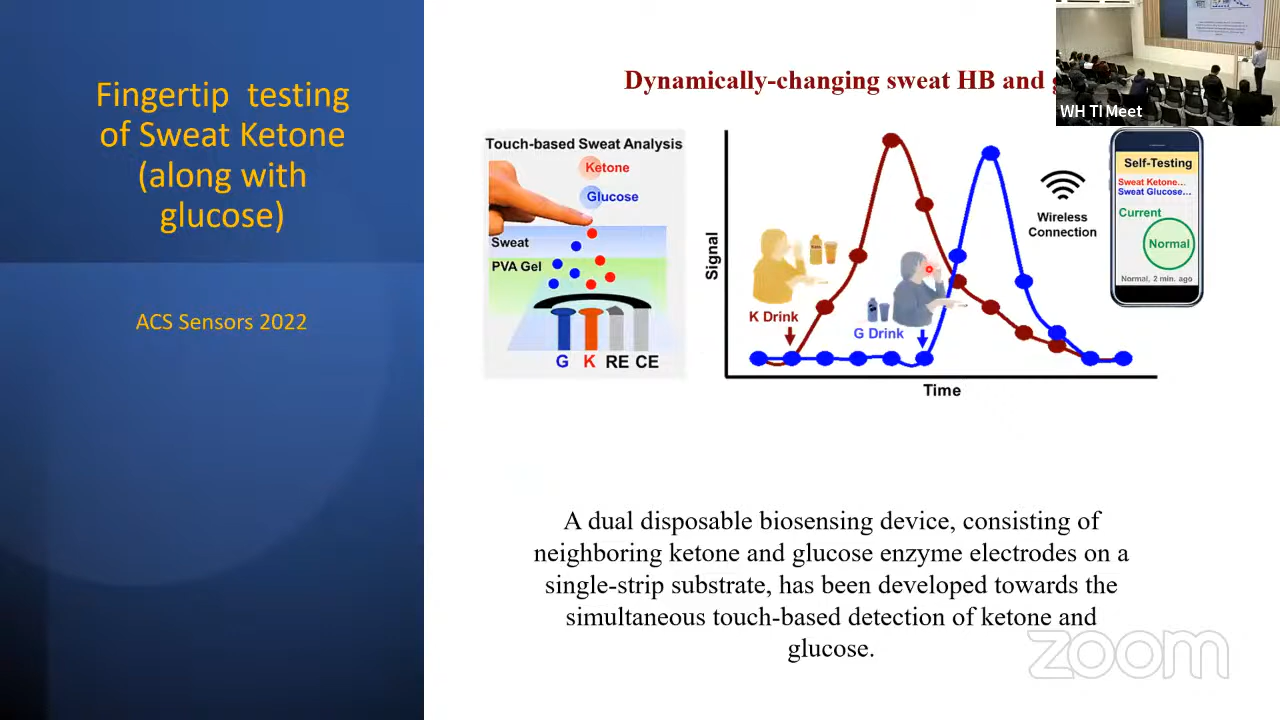 Fingertip testing
of Sweat Ketone
(along with
glucose)
ACS Sensors 2022
Dynamically-changing sweat HB and
WH TI Meet
Touch-based Sweat Analysis
Ketone
Glucose
Sweat
PVA Gel
G K RE CE
Signal
K Drink
G Drink
Time
Wireless
Connection
Self-Testing
Sweat Ketone...
Sweat Glucose...
Current
Normal
Normal, 2 min. ago
A dual disposable biosensing device, consisting of
neighboring ketone and glucose enzyme electrodes on a
single-strip substrate, has been developed towards the
simultaneous touch-based detection of ketone and
glucose.
zoom